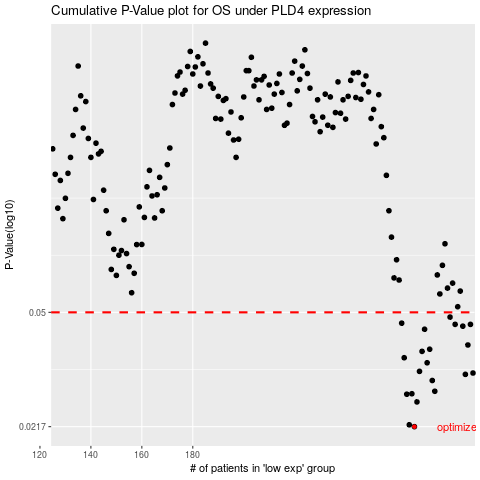 Cumulative P-Value plot for OS under PLD4 expression
P-Value(log10)
0.05
0.0217
optimize
120 140 160 180
# of patients in 'low exp' group